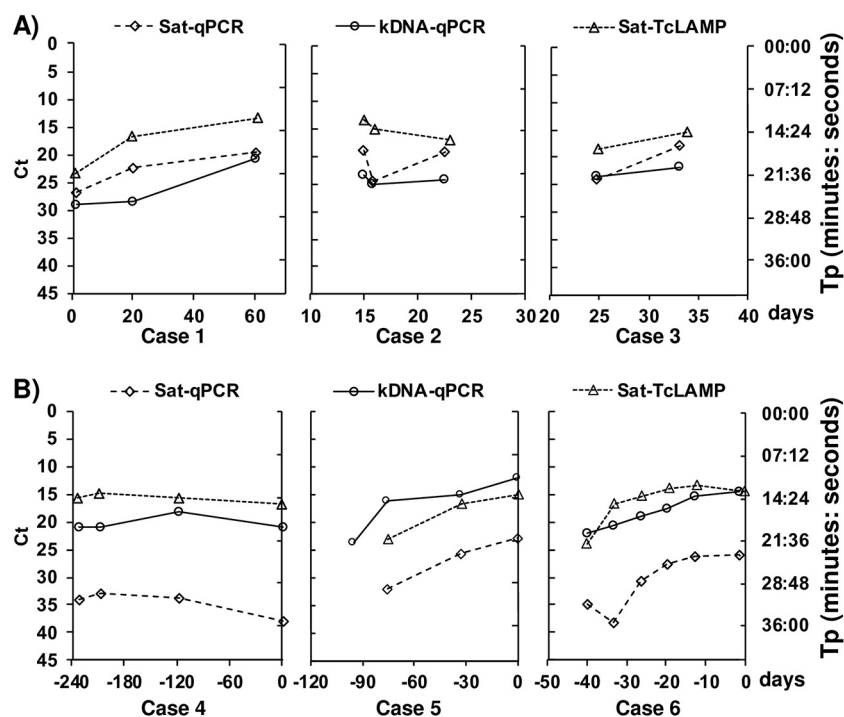 A) Sat-qPCR kDNA-qPCR Sat-TcLAMP
0 5 10 15 20 25 30 35 40 45
Ct
00:00 07:12 14:24 21:36 28:48 36:00
Tp (minutes: seconds)
0 20 40 60 10 15 20 25 30 20 25 30 35 40 days
Case 1 Case 2 Case 3
B) Sat-qPCR kDNA-qPCR Sat-TcLAMP
0 5 10 15 20 25 30 35 40 45
Ct
00:00 07:12 14:24 21:36 28:48 36:00
Tp (minutes: seconds)
-240 -180 -120 -60 0 -120 -90 -60 -30 0 -50 -40 -30 -20 -10 0 days
Case 4 Case 5 Case 6